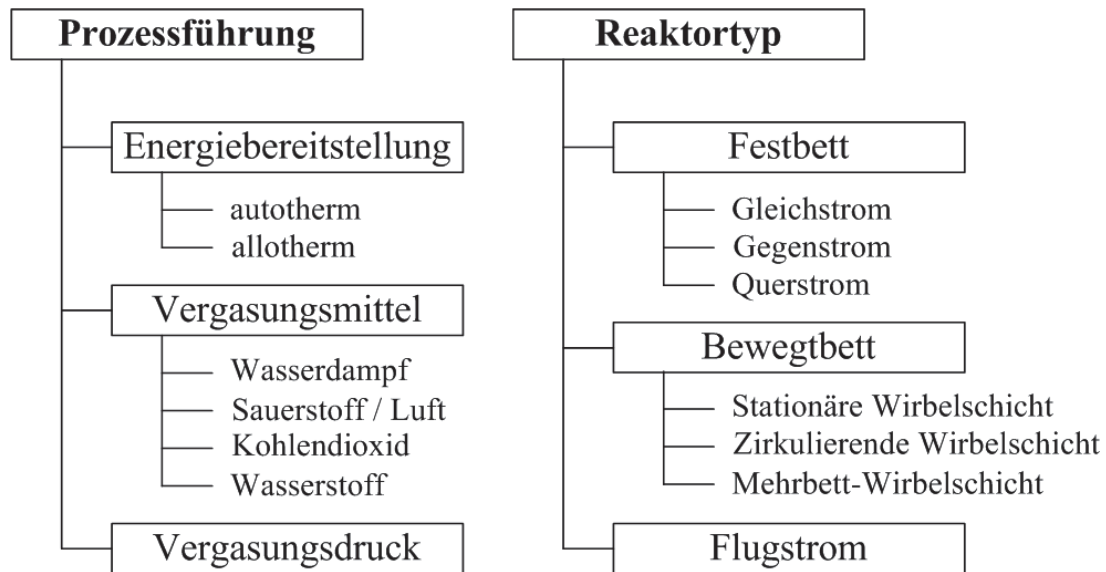 Prozessführung
Energiebereitstellung
autotherm
allotherm
Vergasungsmittel
Wasserdampf
Sauerstoff / Luft
Kohlendioxid
Wasserstoff
Vergasungsdruck
Reaktortyp
Festbett
Gleichstrom
Gegenstrom
Querstrom
Bewegtbett
Stationäre Wirbelschicht
Zirkulierende Wirbelschicht
Mehrbett-Wirbelschicht
Flugstrom